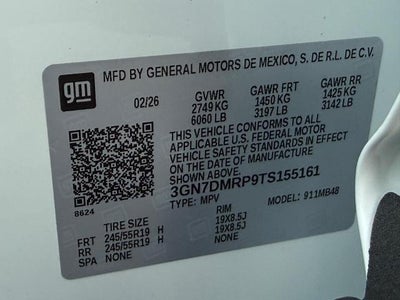 gm
MFD BY GENERAL MOTORS DE MEXICO, S. DE R.L. DE C.V.
02/26 GVWR GAWR FRT GAWR RR
2749 KG 1450 KG 1425 KG
6060 LB 3197 LB 3142 LB
THIS VEHICLE CONFORMS TO ALL
APPLICABLE U.S. FEDERAL MOTOR
VEHICLE SAFETY AND THEFT PREVENTION
STANDARDS IN EFFECT ON THE DATE
OF MANUFACTURE SHOWN ABOVE.
3GN7DMRP9TS155161
8624 TYPE: MPV MODEL: 911MB48
TIRE SIZE RIM
FRT 245/55R19 H 19X8.5J
RR 245/55R19 H 19X8.5J
SPA NONE NONE